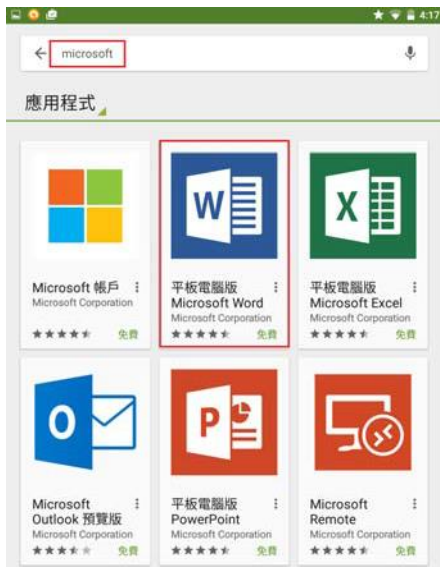 4:17
microsoft
應用程式
Microsoft 帳戶
Microsoft Corporation
免費
平板電腦版
Microsoft Word
Microsoft Corporation
免費
平板電腦版
Microsoft Excel
Microsoft Corporation
免費
Microsoft
Outlook 預覽版
Microsoft Corporation
免費
平板電腦版
PowerPoint
Microsoft Corporation
免費
Microsoft
Remote
Microsoft Corporation
免費